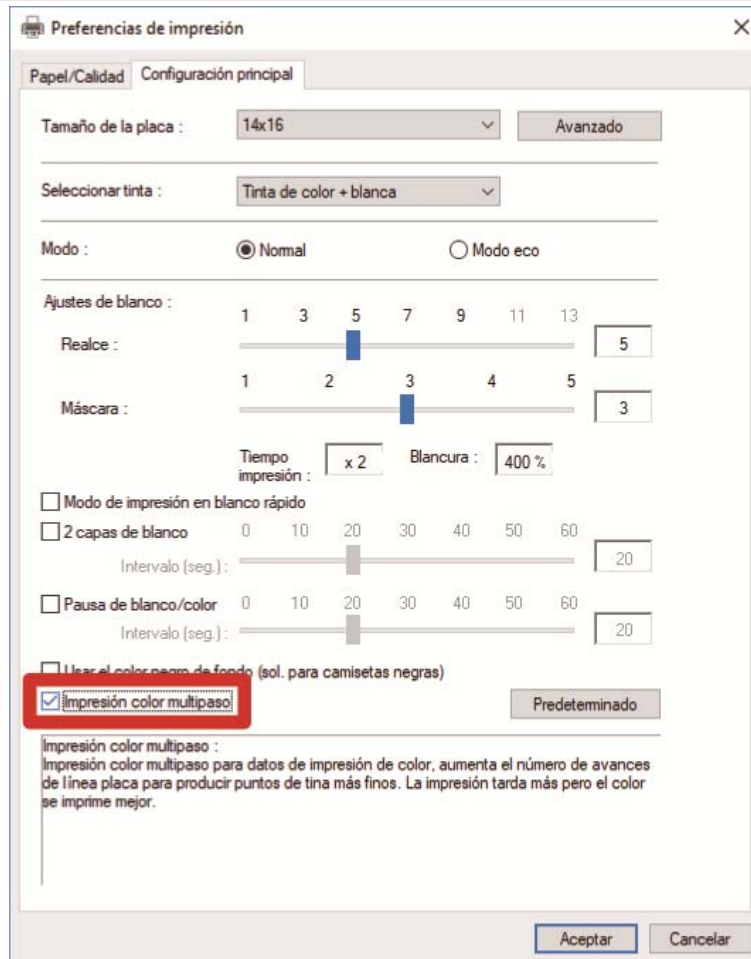 Preferencias de impresión
Papel/Calidad Configuración principal
Tamaño de la placa : 14x16 Avanzado
Seleccionar tinta : Tinta de color + blanca
Modo : Normal Modo eco
Ajustes de blanco :
1 3 5 7 9 11 13
Realce : 5
1 2 3 4 5
Máscara : 3
Tiempo impresión : x 2 Blancura : 400 %
Modo de impresión en blanco rápido
2 capas de blanco 0 10 20 30 40 50 60
Intervalo (seg.) : 20
Pausa de blanco/color 0 10 20 30 40 50 60
Intervalo (seg.) : 20
Usar el color negro de fondo (sol. para camisetas negras)
Impresión color multipaso Predeterminado
Impresión color multipaso :
Impresión color multipaso para datos de impresión de color, aumenta el número de avances
de línea placa para producir puntos de tina más finos. La impresión tarda más pero el color
se imprime mejor.
Aceptar Cancelar